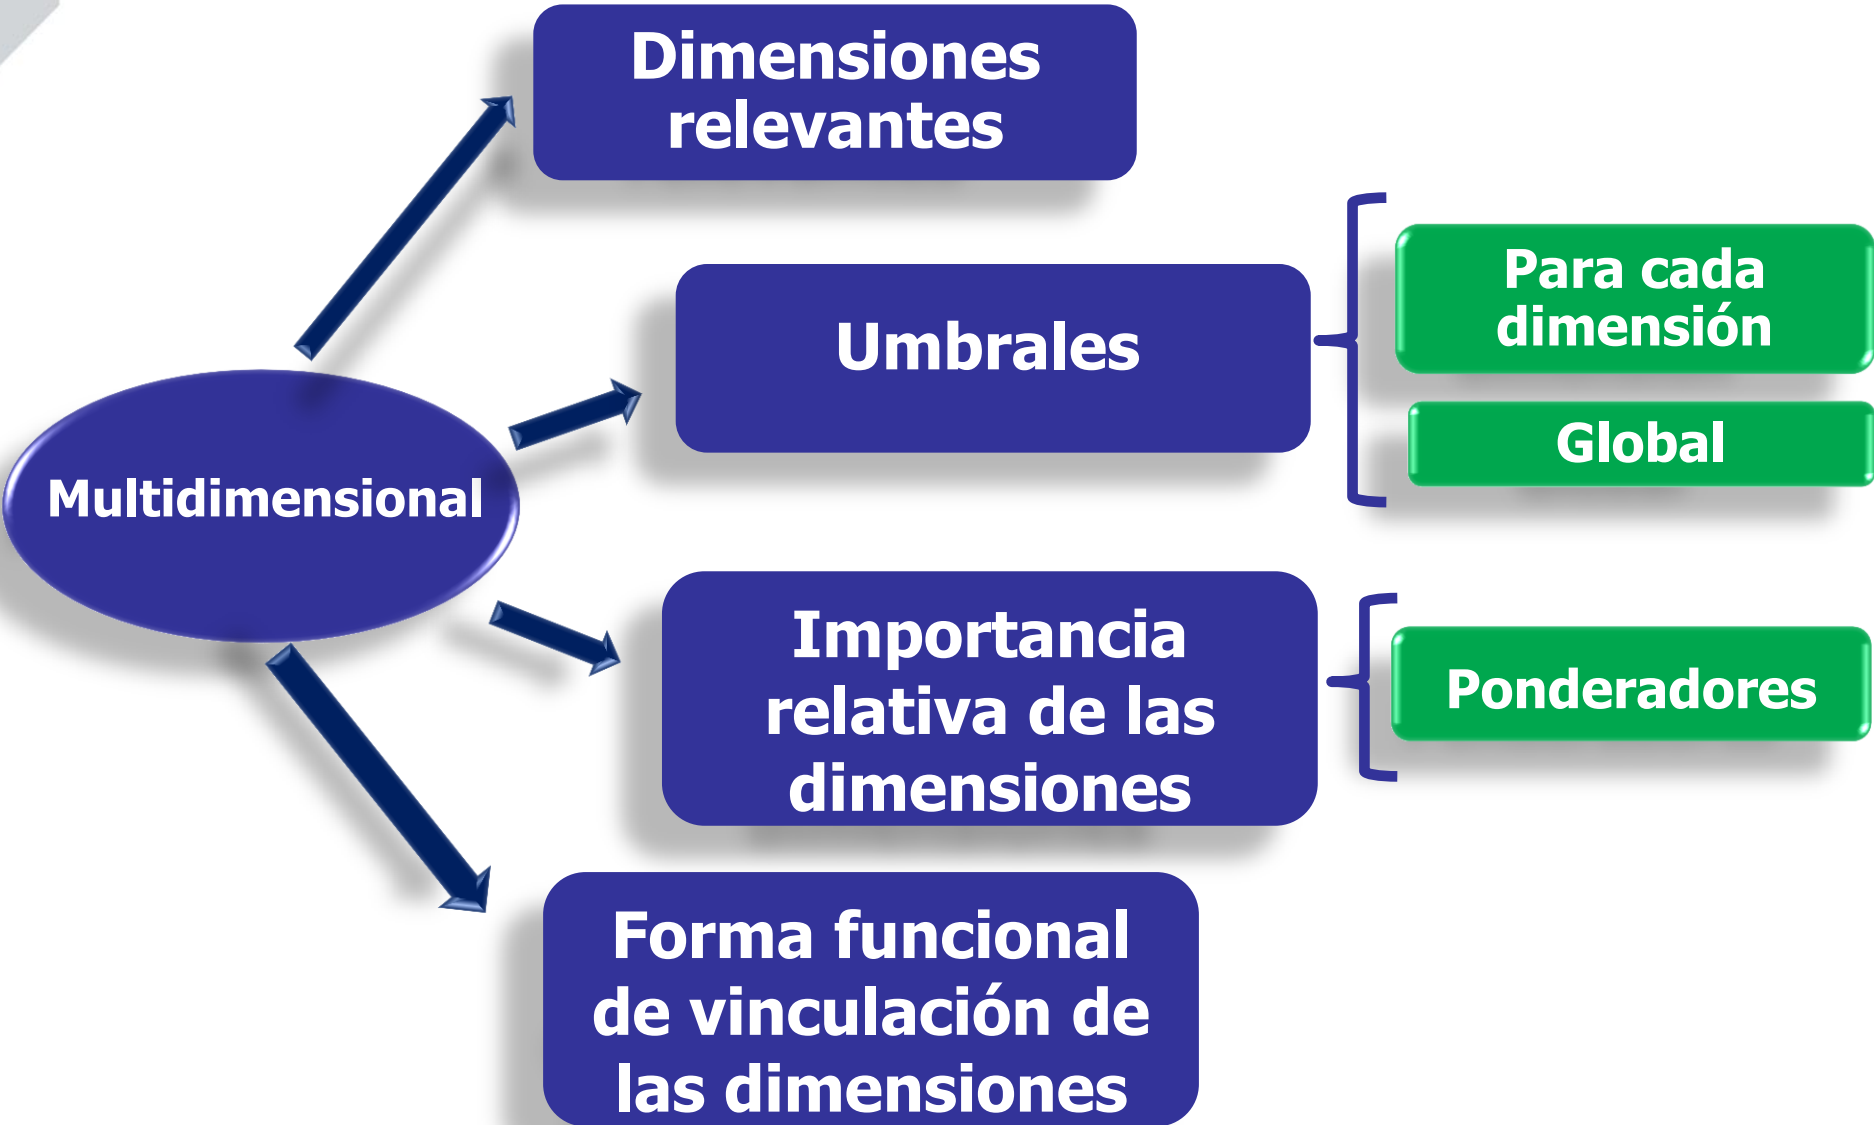 Dimensiones
relevantes
Para cada
dimensión
Umbrales
Global
Multidimensional
Importancia
relativa de las
dimensiones
Ponderadores
Forma funcional
de vinculación de
las dimensiones